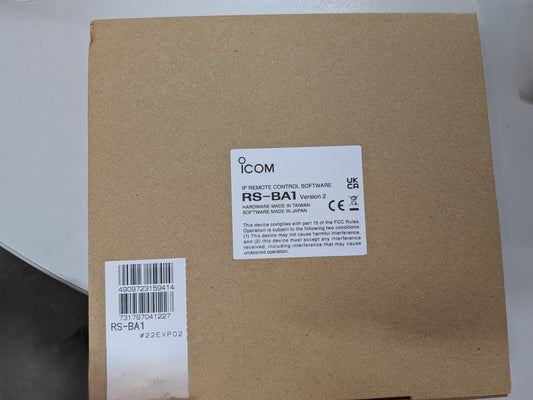 ICOM
IP REMOTE CONTROL SOFTWARE
RS-BA1 Version 2
HARDWARE MADE IN TAIWAN
SOFTWARE MADE IN JAPAN
UK
CA
CE
This device complies with part 15 of the FCC Rules.
Operation is subject to the following two conditions:
(1) This device may not cause harmful interference,
and (2) this device must accept any interference
received, including interference that may cause
undesired operation.
4909723159414
731797041227
RS-BA1
#22EXP02